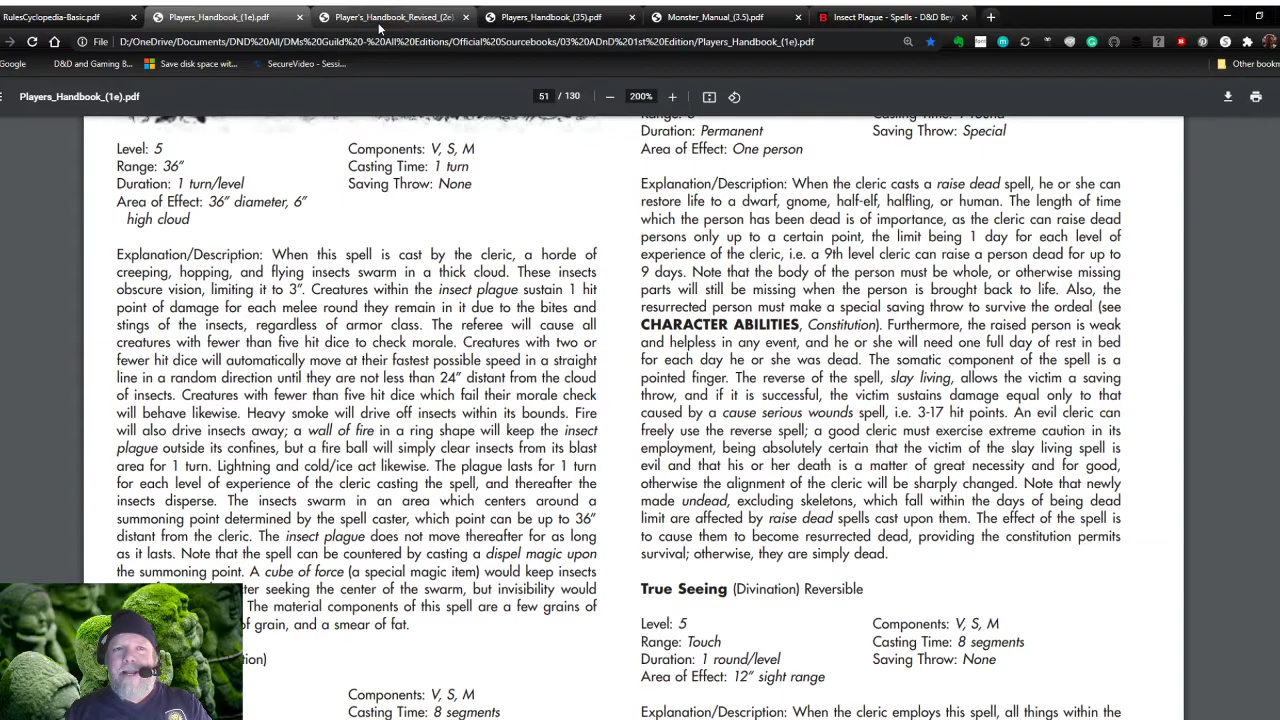 RulesCyclopedia-Basic.pdf
Players_Handbook_(1e).pdf
Player's_Handbook_Revised_(2e)
Players_Handbook_(35).pdf
Monster_Manual_(3.5).pdf
Insect Plague - Spells - D&D Bey
File
D:/OneDrive/Documents/DND%20All/DMs%20Guild%20-%20All%20Editions/Official%20Sourcebooks/03%20ADnD%201st%20Edition/Players_Handbook_(1e).pdf
Google
D&D and Gaming B...
Save disk space wit...
SecureVideo - Sessi...
Other bookm
Players_Handbook_(1e).pdf
51 / 130
200%
Level: 5
Components: V, S, M
Range: 36"
Casting Time: 1 turn
Duration: 1 turn/level
Saving Throw: None
Area of Effect: 36" diameter, 6"
high cloud
Explanation/Description: When this spell is cast by the cleric, a horde of
creeping, hopping, and flying insects swarm in a thick cloud. These insects
obscure vision, limiting it to 3". Creatures within the insect plague sustain 1 hit
point of damage for each melee round they remain in it due to the bites and
stings of the insects, regardless of armor class. The referee will cause all
creatures with fewer than five hit dice to check morale. Creatures with two or
fewer hit dice will automatically move at their fastest possible speed in a straight
line in a random direction until they are not less than 24" distant from the cloud
of insects. Creatures with fewer than five hit dice which fail their morale check
will behave likewise. Heavy smoke will drive off insects within its bounds. Fire
will also drive insects away; a wall of fire in a ring shape will keep the insect
plague outside its confines, but a fire ball will simply clear insects from its blast
area for 1 turn. Lightning and cold/ice act likewise. The plague lasts for 1 turn
for each level of experience of the cleric casting the spell, and thereafter the
insects disperse. The insects swarm in an area which centers around a
summoning point determined by the spell caster, which point can be up to 36"
distant from the cleric. The insect plague does not move thereafter for as long
as it lasts. Note that the spell can be countered by casting a dispel magic upon
the summoning point. A cube of force (a special magic item) would keep insects
ter seeking the center of the swarm, but invisibility would
The material components of this spell are a few grains of
of grain, and a smear of fat.
ion)
Components: V, S, M
Casting Time: 8 segments
Duration: Permanent
Saving Throw: Special
Area of Effect: One person
Explanation/Description: When the cleric casts a raise dead spell, he or she can
restore life to a dwarf, gnome, half-elf, halfling, or human. The length of time
which the person has been dead is of importance, as the cleric can raise dead
persons only up to a certain point, the limit being 1 day for each level of
experience of the cleric, i.e. a 9th level cleric can raise a person dead for up to
9 days. Note that the body of the person must be whole, or otherwise missing
parts will still be missing when the person is brought back to life. Also, the
resurrected person must make a special saving throw to survive the ordeal (see
CHARACTER ABILITIES, Constitution). Furthermore, the raised person is weak
and helpless in any event, and he or she will need one full day of rest in bed
for each day he or she was dead. The somatic component of the spell is a
pointed finger. The reverse of the spell, slay living, allows the victim a saving
throw, and if it is successful, the victim sustains damage equal only to that
caused by a cause serious wounds spell, i.e. 3-17 hit points. An evil cleric can
freely use the reverse spell; a good cleric must exercise extreme caution in its
employment, being absolutely certain that the victim of the slay living spell is
evil and that his or her death is a matter of great necessity and for good,
otherwise the alignment of the cleric will be sharply changed. Note that newly
made undead, excluding skeletons, which fall within the days of being dead
limit are affected by raise dead spells cast upon them. The effect of the spell is
to cause them to become resurrected dead, providing the constitution permits
survival; otherwise, they are simply dead.
True Seeing (Divination) Reversible
Level: 5
Components: V, S, M
Range: Touch
Casting Time: 8 segments
Duration: 1 round/level
Saving Throw: None
Area of Effect: 12" sight range
Explanation/Description: When the cleric employs this spell, all things within the